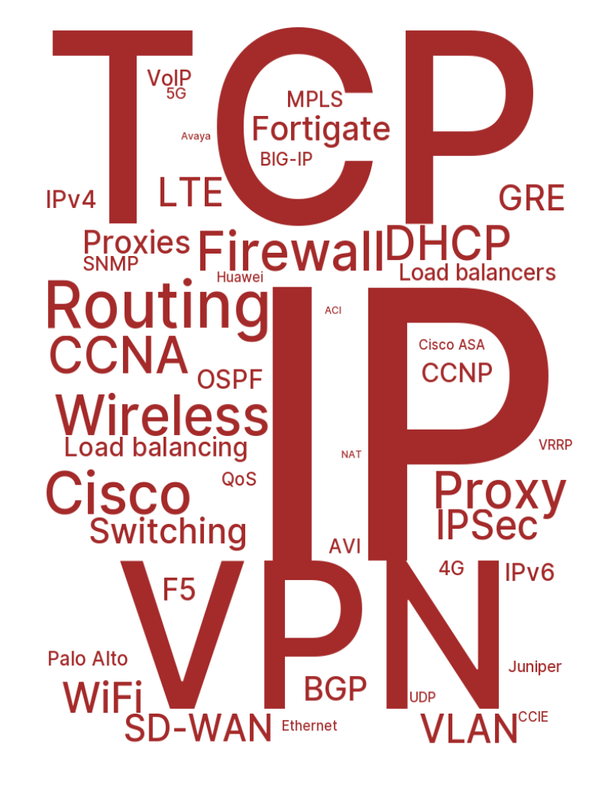 TCP
VoIP
5G
MPLS
Avaya
Fortigate
BIG-IP
IPv4
LTE
GRE
Proxies
Firewall
DHCP
SNMP
Huawei
Load balancers
Routing
IP
ACI
CCNA
Cisco ASA
OSPF
CCNP
Wireless
Load balancing
NAT
VRRP
Cisco
QoS
Proxy
Switching
IPSec
AVI
VPN
F5
4G
IPv6
Palo Alto
Juniper
WiFi
BGP
UDP
SD-WAN
Ethernet
VLAN
CCIE